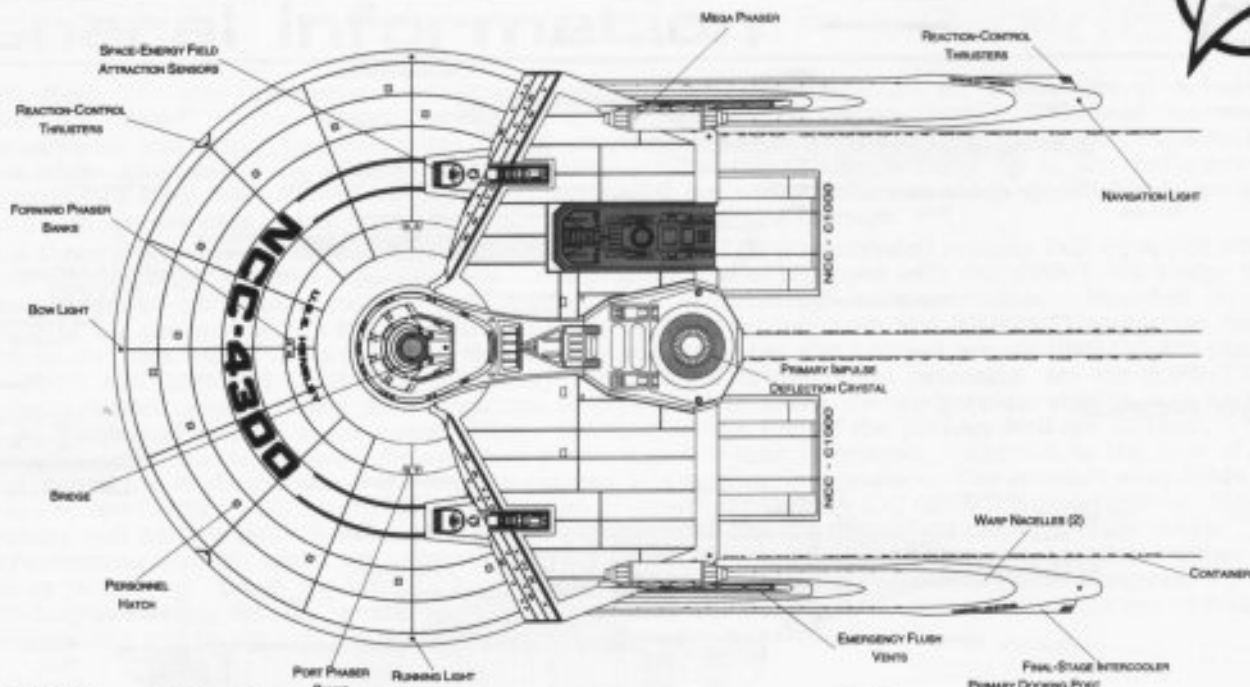 MEGA PHASER
SPACE-ENERGY FIELD
ATTRACTION SENSORS
REACTION-CONTROL
THRUSTERS
REACTION-CONTROL
THRUSTERS
NAVIGATION LIGHT
FORWARD PHASER
BANKS
BOW LIGHT
NCC-4300
U.S.S.
NCC - C1000
PRIMARY IMPULSE
DEFLECTION CRYSTAL
NCC - C1000
BRIDGE
WARP NACELLES (2)
CONTAINER
PERSONNEL
HATCH
EMERGENCY FLUSH
VENTS
PORT PHASER
RUNNING LIGHT
FINAL-STAGE INTERCOOLER
PRIMARY DOCKING PORT